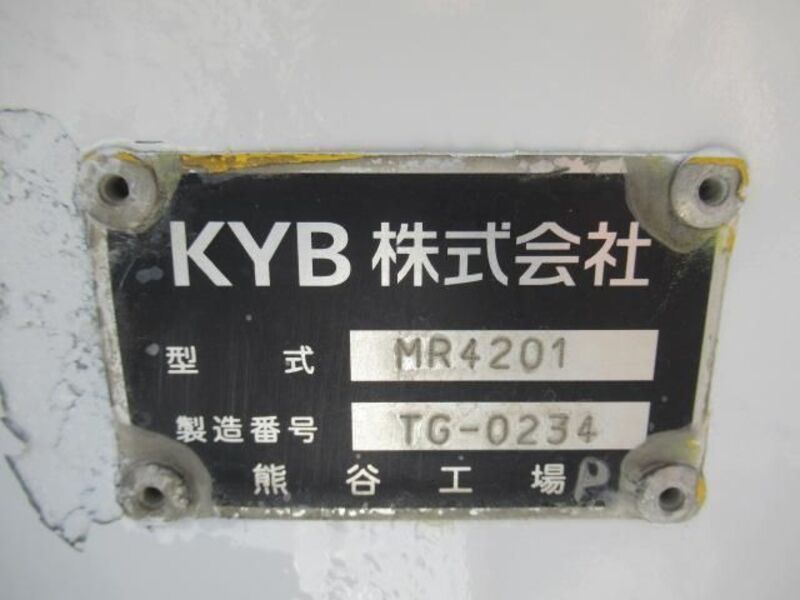 KYB 株式会社
型式 MR4201
製造番号 TG-0234
熊谷工場 P